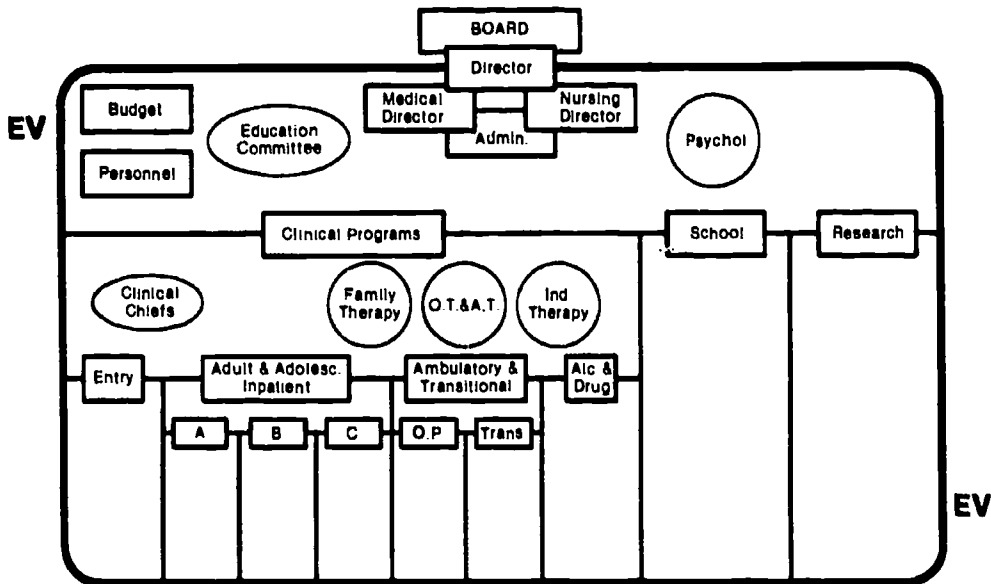 BOARD
Director
Medical
Director
Nursing
Director
Admin.
Budget
Personnel
EV
Education
Committee
Psychol
Clinical Programs
School
Research
Clinical
Chiefs
Family
Therapy
O.T.&A.T.
Ind
Therapy
Entry
Adult & Adolesc.
Inpatient
Ambulatory &
Transitional
Alc &
Drug
A
B
C
O.P
Trans
EV